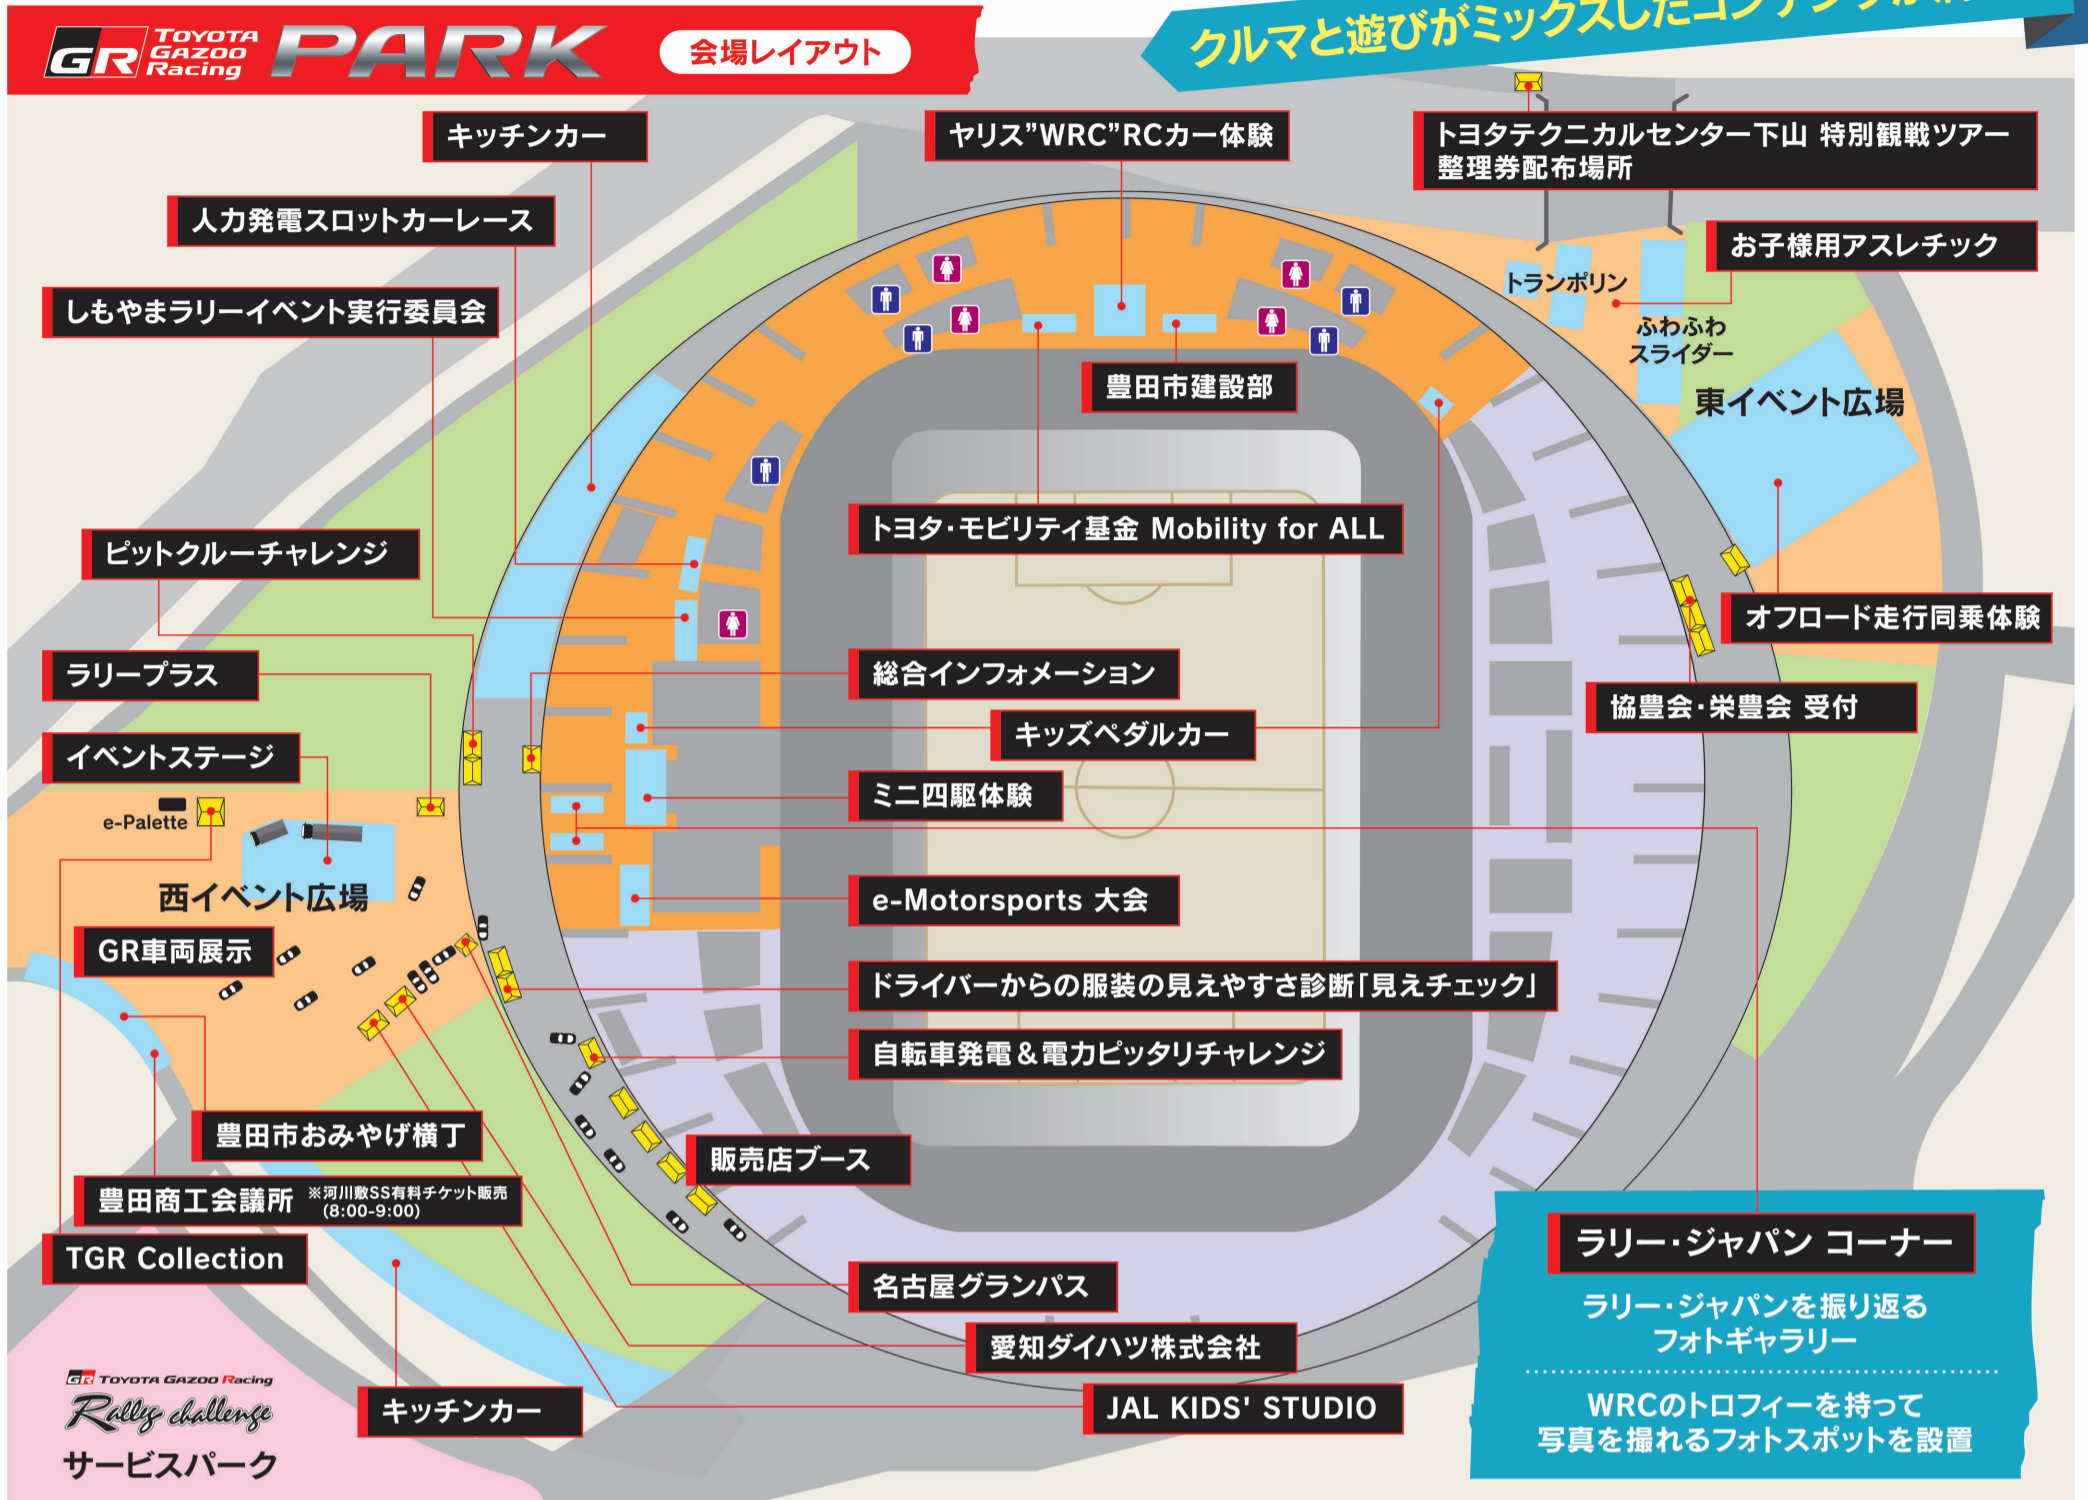 GR TOYOTA GAZOO Racing PARK 会場レイアウト
クルマと遊びがミックスしたコンテンツが
キッチンカー
ヤリス”WRC”RCカー体験
トヨタテクニカルセンター下山 特別観戦ツアー
整理券配布場所
人力発電スロットカーレース
お子様用アスレチック
トランポリン
しもやまラリーイベント実行委員会
ふわふわ
スライダー
豊田市建設部
東イベント広場
トヨタ・モビリティ基金 Mobility for ALL
ピットクルーチャレンジ
オフロード走行同乗体験
ラリープラス
総合インフォメーション
協豊会・栄豊会 受付
キッズペダルカー
イベントステージ
ミニ四駆体験
e-Palette
西イベント広場
e-Motorsports 大会
GR車両展示
ドライバーからの服装の見えやすさ診断「見えチェック」
自転車発電＆電力ピッタリチャレンジ
豊田市おみやげ横丁
販売店ブース
豊田商工会議所 ※河川敷SS有料チケット販売
(8:00-9:00)
TGR Collection
名古屋グランパス
愛知ダイハツ株式会社
JAL KIDS' STUDIO
キッチンカー
GR TOYOTA GAZOO Racing
Rally challenge
サービスパーク
ラリー・ジャパン コーナー
ラリー・ジャパンを振り返る
フォトギャラリー
WRCのトロフィーを持って
写真を撮れるフォトスポットを設置